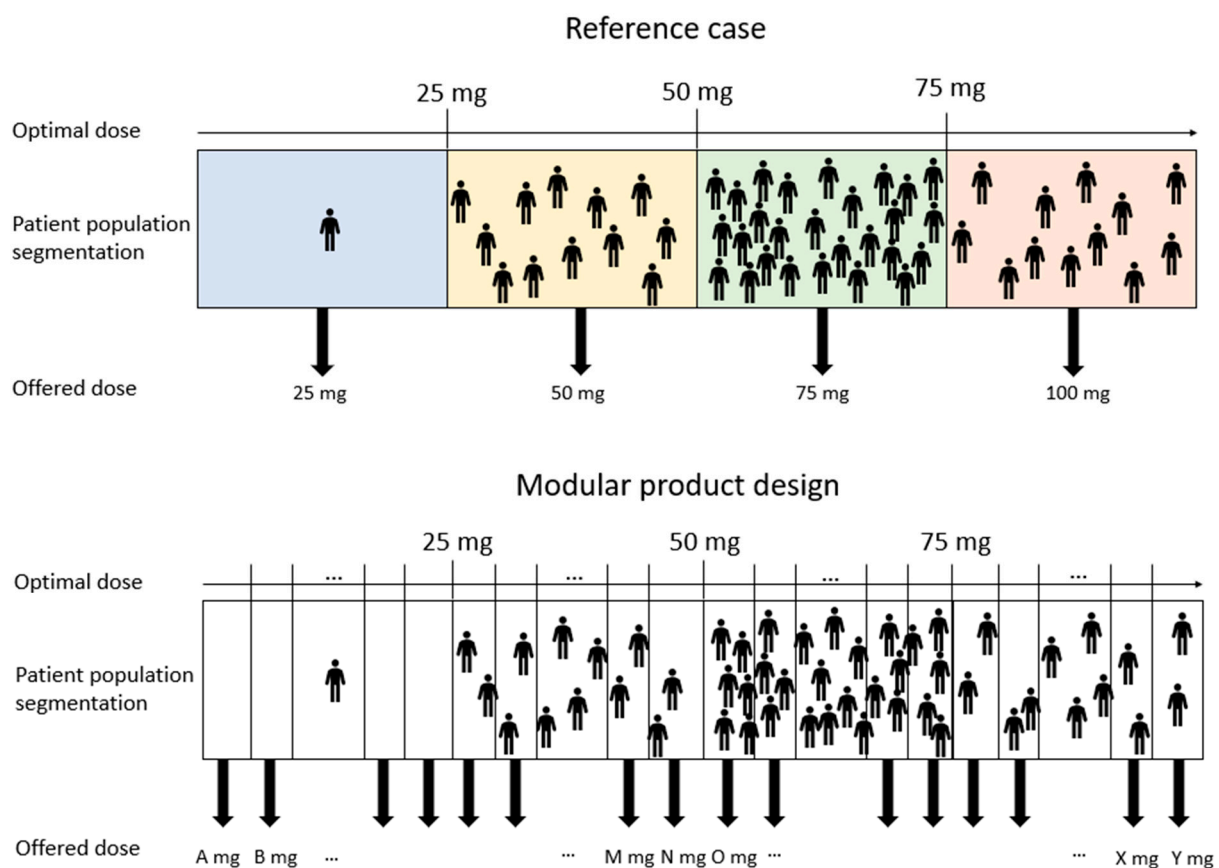 Reference case
25 mg 50 mg 75 mg
Optimal dose
Patient population
segmentation
Offered dose
25 mg 50 mg 75 mg 100 mg
Modular product design
25 mg 50 mg 75 mg
Optimal dose ... ... ... ...
Patient population
segmentation
Offered dose
A mg B mg ... ... M mg N mg O mg ... ... X mg Y mg